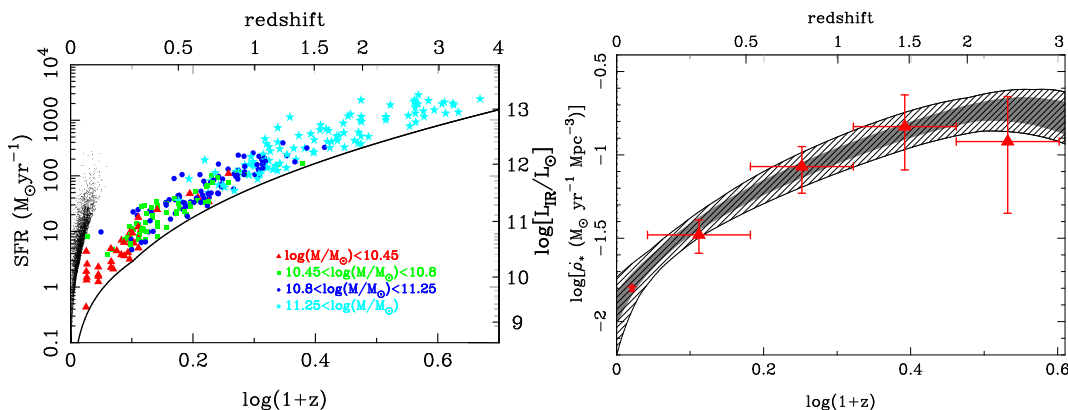 redshift
0 0.5 1 1.5 2 3 4
SFR (M⊙yr⁻¹)
10⁴
1000
100
10
1
0.1
13
12
11
10
9
log[L_IR/L⊙]
log(M/M⊙)<10.45
10.45<log(M/M⊙)<10.8
10.8<log(M/M⊙)<11.25
11.25<log(M/M⊙)
0 0.2 0.4 0.6
log(1+z)
redshift
0 0.5 1 1.5 2 3
log[ρ̇* (M⊙ yr⁻¹ Mpc⁻³)]
−0.5
−1
−1.5
−2
0 0.2 0.4 0.6
log(1+z)